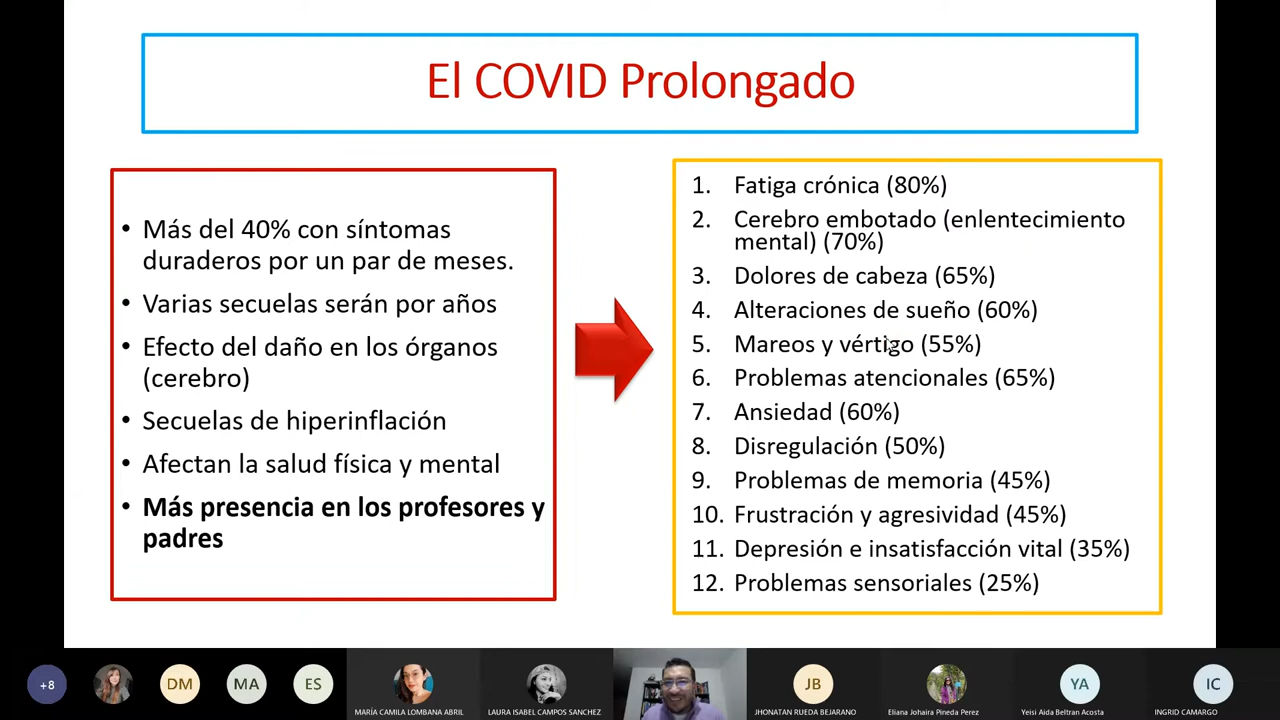 El COVID Prolongado
• Más del 40% con síntomas
duraderos por un par de meses.
• Varias secuelas serán por años
• Efecto del daño en los órganos
(cerebro)
• Secuelas de hiperinflación
• Afectan la salud física y mental
• Más presencia en los profesores y
padres
1. Fatiga crónica (80%)
2. Cerebro embotado (enlentecimiento
mental) (70%)
3. Dolores de cabeza (65%)
4. Alteraciones de sueño (60%)
5. Mareos y vértigo (55%)
6. Problemas atencionales (65%)
7. Ansiedad (60%)
8. Disregulación (50%)
9. Problemas de memoria (45%)
10. Frustración y agresividad (45%)
11. Depresión e insatisfacción vital (35%)
12. Problemas sensoriales (25%)
+8
DM
MA
ES
JB
YA
IC
MARÍA CAMILA LOMBANA ABRIL
LAURA ISABEL CAMPOS SANCHEZ
JHONATAN RUEDA BEJARANO
Eliana Johaira Pineda Perez
Yeisi Aida Beltran Acosta
INGRID CAMARGO